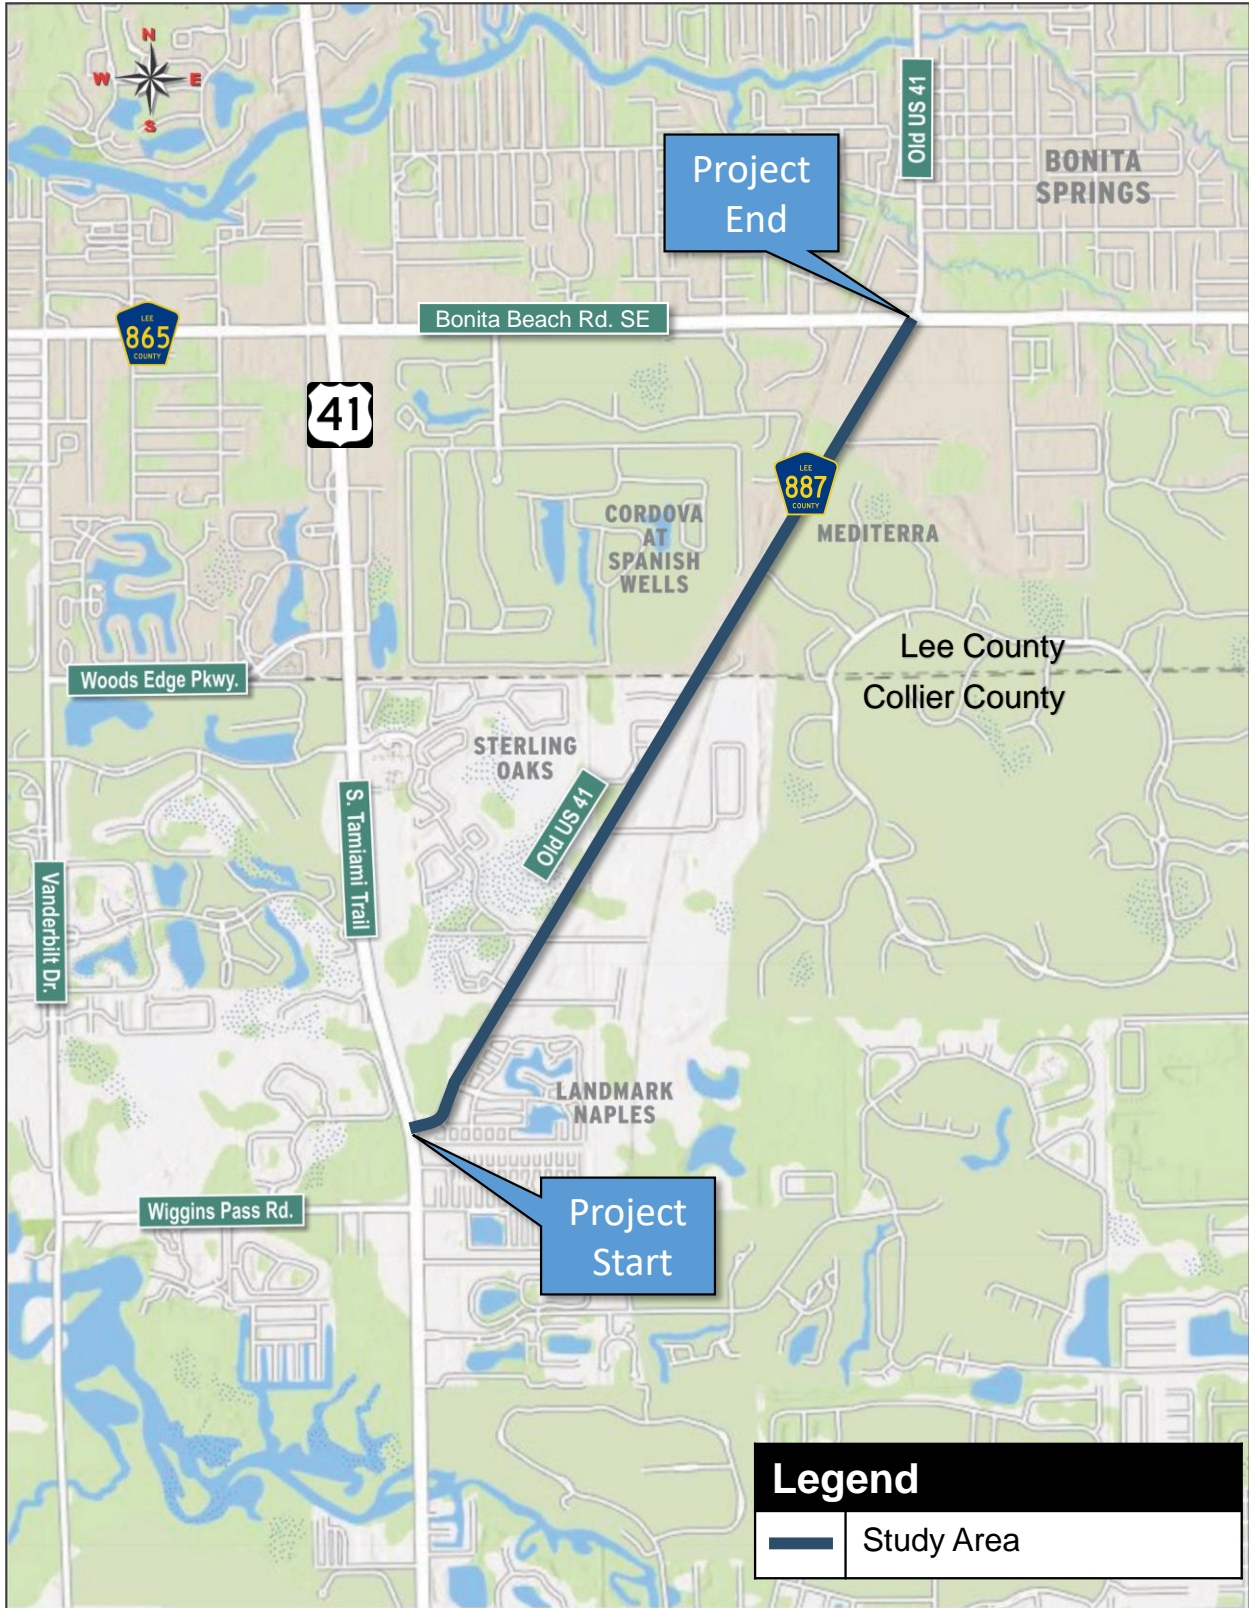 N
W E
S
Old US 41
Project
End
BONITA
SPRINGS
Bonita Beach Rd. SE
LEE
865
COUNTY
41
LEE
887
COUNTY
CORDOVA
AT
SPANISH
WELLS
MEDITERRA
Lee County
Woods Edge Pkwy.
Collier County
STERLING
OAKS
Old US 41
S. Tamiami Trail
Vanderbilt Dr.
LANDMARK
NAPLES
Wiggins Pass Rd.
Project
Start
Legend
Study Area